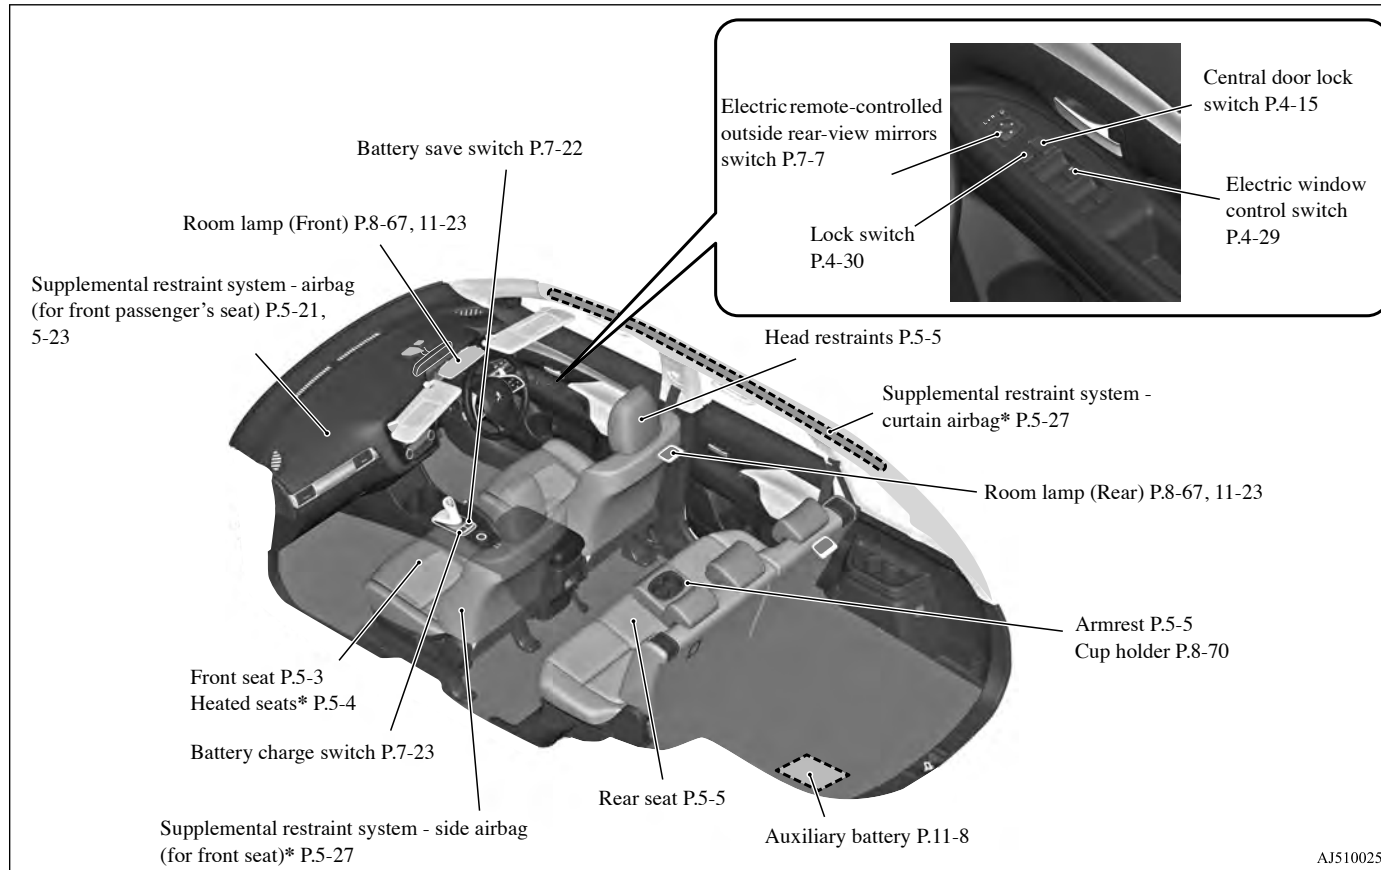 Electric remote-controlled
outside rear-view mirrors
switch P.7-7
Central door lock
switch P.4-15
Electric window
control switch
P.4-29
Lock switch
P.4-30
Battery save switch P.7-22
Room lamp (Front) P.8-67, 11-23
Supplemental restraint system - airbag
(for front passenger’s seat) P.5-21,
5-23
Head restraints P.5-5
Supplemental restraint system -
curtain airbag* P.5-27
Room lamp (Rear) P.8-67, 11-23
Armrest P.5-5
Cup holder P.8-70
Front seat P.5-3
Heated seats* P.5-4
Battery charge switch P.7-23
Rear seat P.5-5
Supplemental restraint system - side airbag
(for front seat)* P.5-27
Auxiliary battery P.11-8
AJ510025